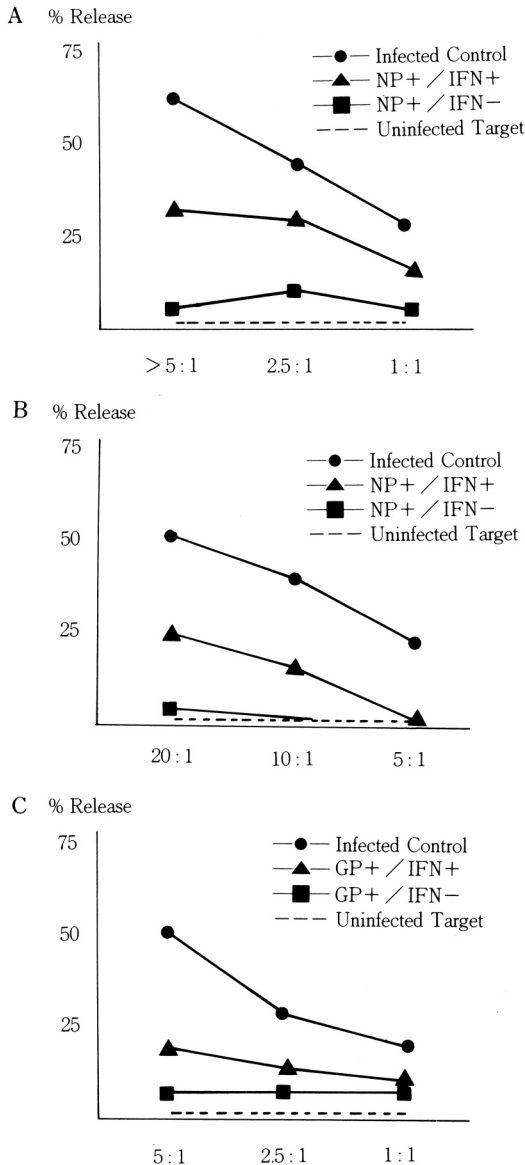 A % Release
75
50
25
Infected Control
NP+／IFN+
NP+／IFN−
Uninfected Target
>5:1 2.5:1 1:1
B % Release
75
50
25
Infected Control
NP+／IFN+
NP+／IFN−
Uninfected Target
20:1 10:1 5:1
C % Release
75
50
25
Infected Control
GP+／IFN+
GP+／IFN−
Uninfected Target
5:1 2.5:1 1:1